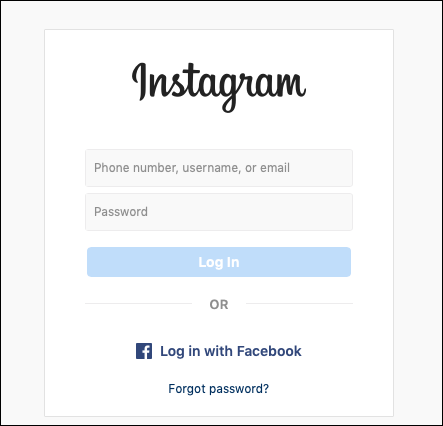 Instagram
Phone number, username, or email
Password
Log In
OR
Log in with Facebook
Forgot password?